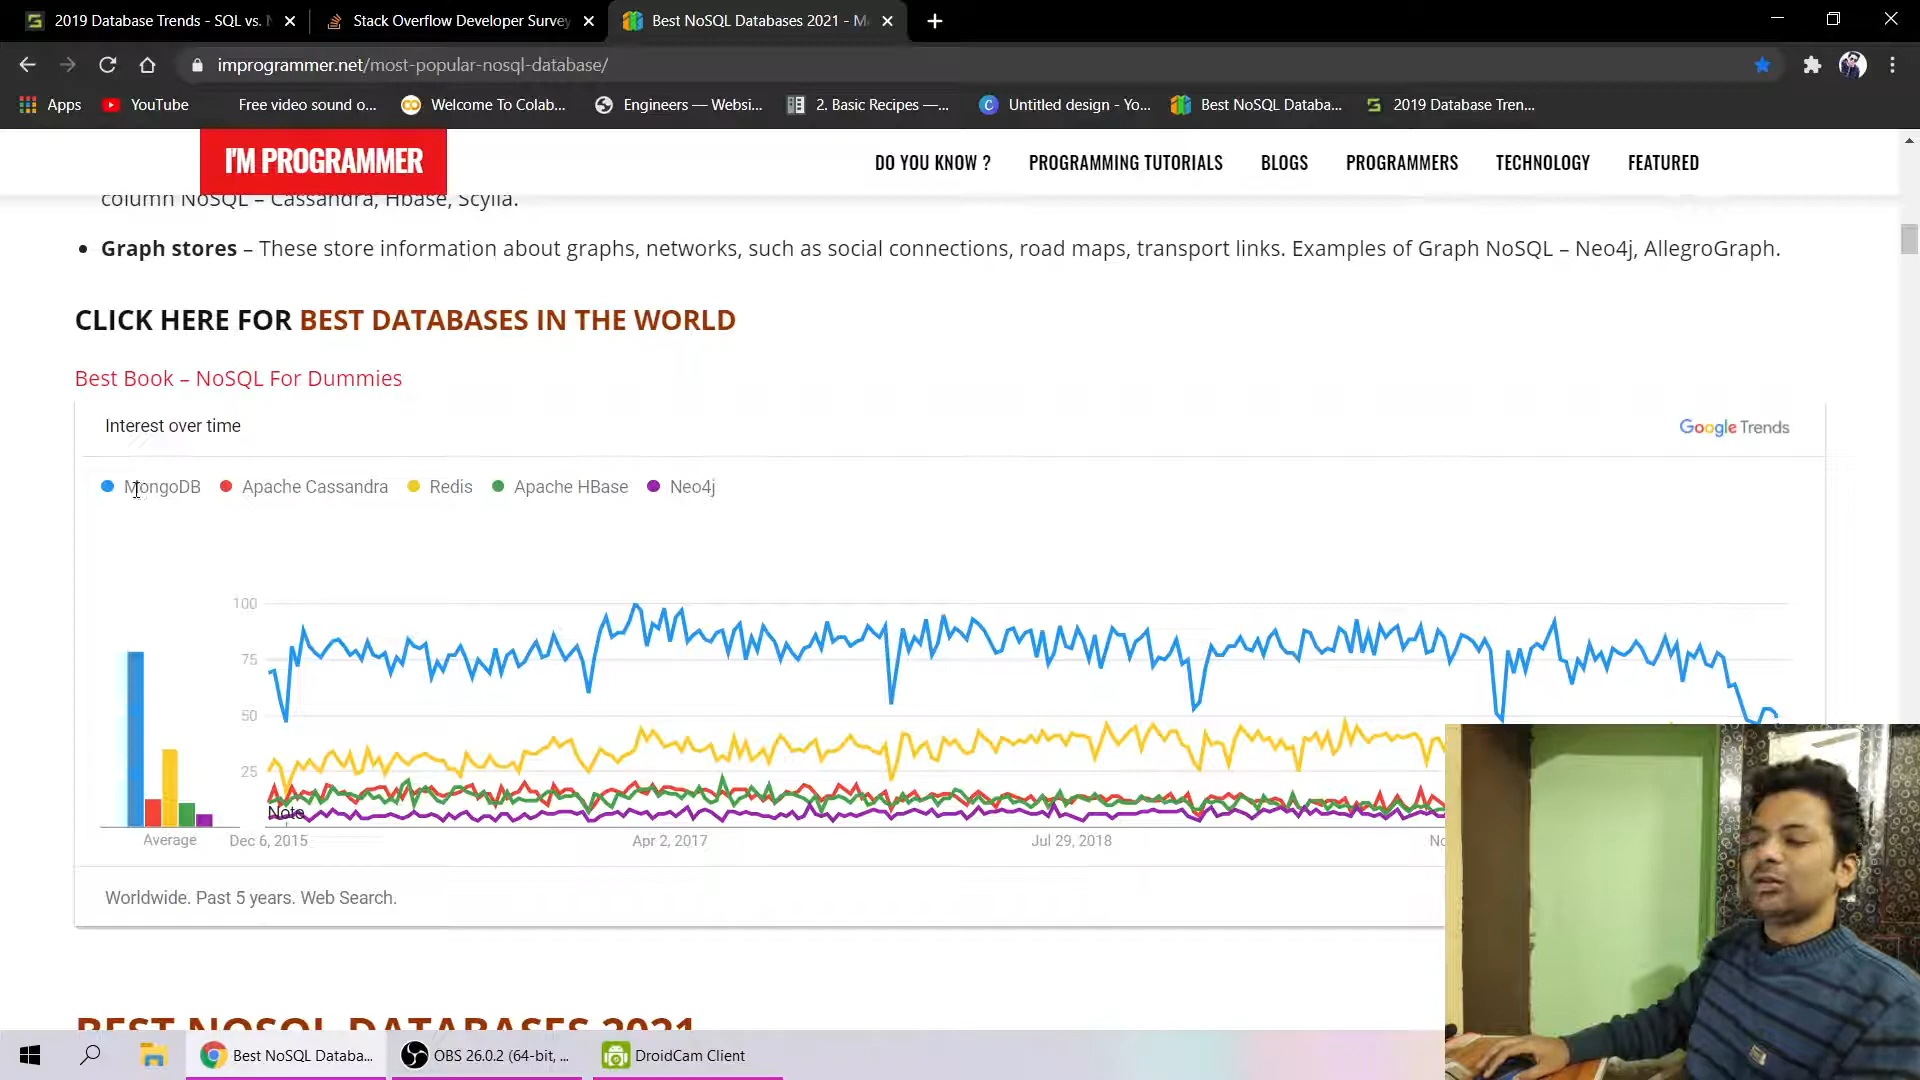 2019 Database Trends - SQL vs. N
Stack Overflow Developer Survey
Best NoSQL Databases 2021 - M
improgrammer.net/most-popular-nosql-database/
Apps
YouTube
Free video sound o...
Welcome To Colab...
Engineers — Websi...
2. Basic Recipes —...
Untitled design - Yo...
Best NoSQL Databa...
2019 Database Tren...
I'M PROGRAMMER
DO YOU KNOW ?
PROGRAMMING TUTORIALS
BLOGS
PROGRAMMERS
TECHNOLOGY
FEATURED
column NoSQL – Cassandra, Hbase, Scylla.
Graph stores – These store information about graphs, networks, such as social connections, road maps, transport links. Examples of Graph NoSQL – Neo4j, AllegroGraph.
CLICK HERE FOR BEST DATABASES IN THE WORLD
Best Book – NoSQL For Dummies
Interest over time
Google Trends
MongoDB
Apache Cassandra
Redis
Apache HBase
Neo4j
100
75
50
25
Note
Average
Dec 6, 2015
Apr 2, 2017
Jul 29, 2018
No
Worldwide. Past 5 years. Web Search.
BEST NOSQL DATABASES 2021
Best NoSQL Databa...
OBS 26.0.2 (64-bit, ...
DroidCam Client